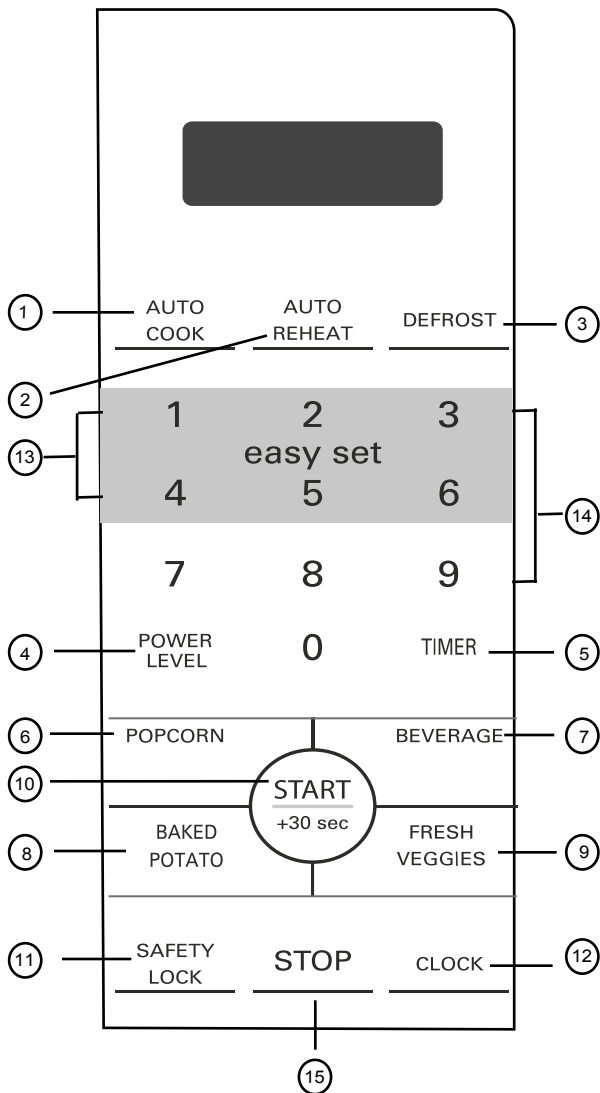 1
AUTO
COOK
AUTO
REHEAT
DEFROST
3
2
1 2 3
13
easy set
4 5 6
14
7 8 9
4
POWER
LEVEL
0
TIMER
5
6
POPCORN
BEVERAGE
7
10
START
+30 sec
8
BAKED
POTATO
FRESH
VEGGIES
9
11
SAFETY
LOCK
STOP
CLOCK
12
15